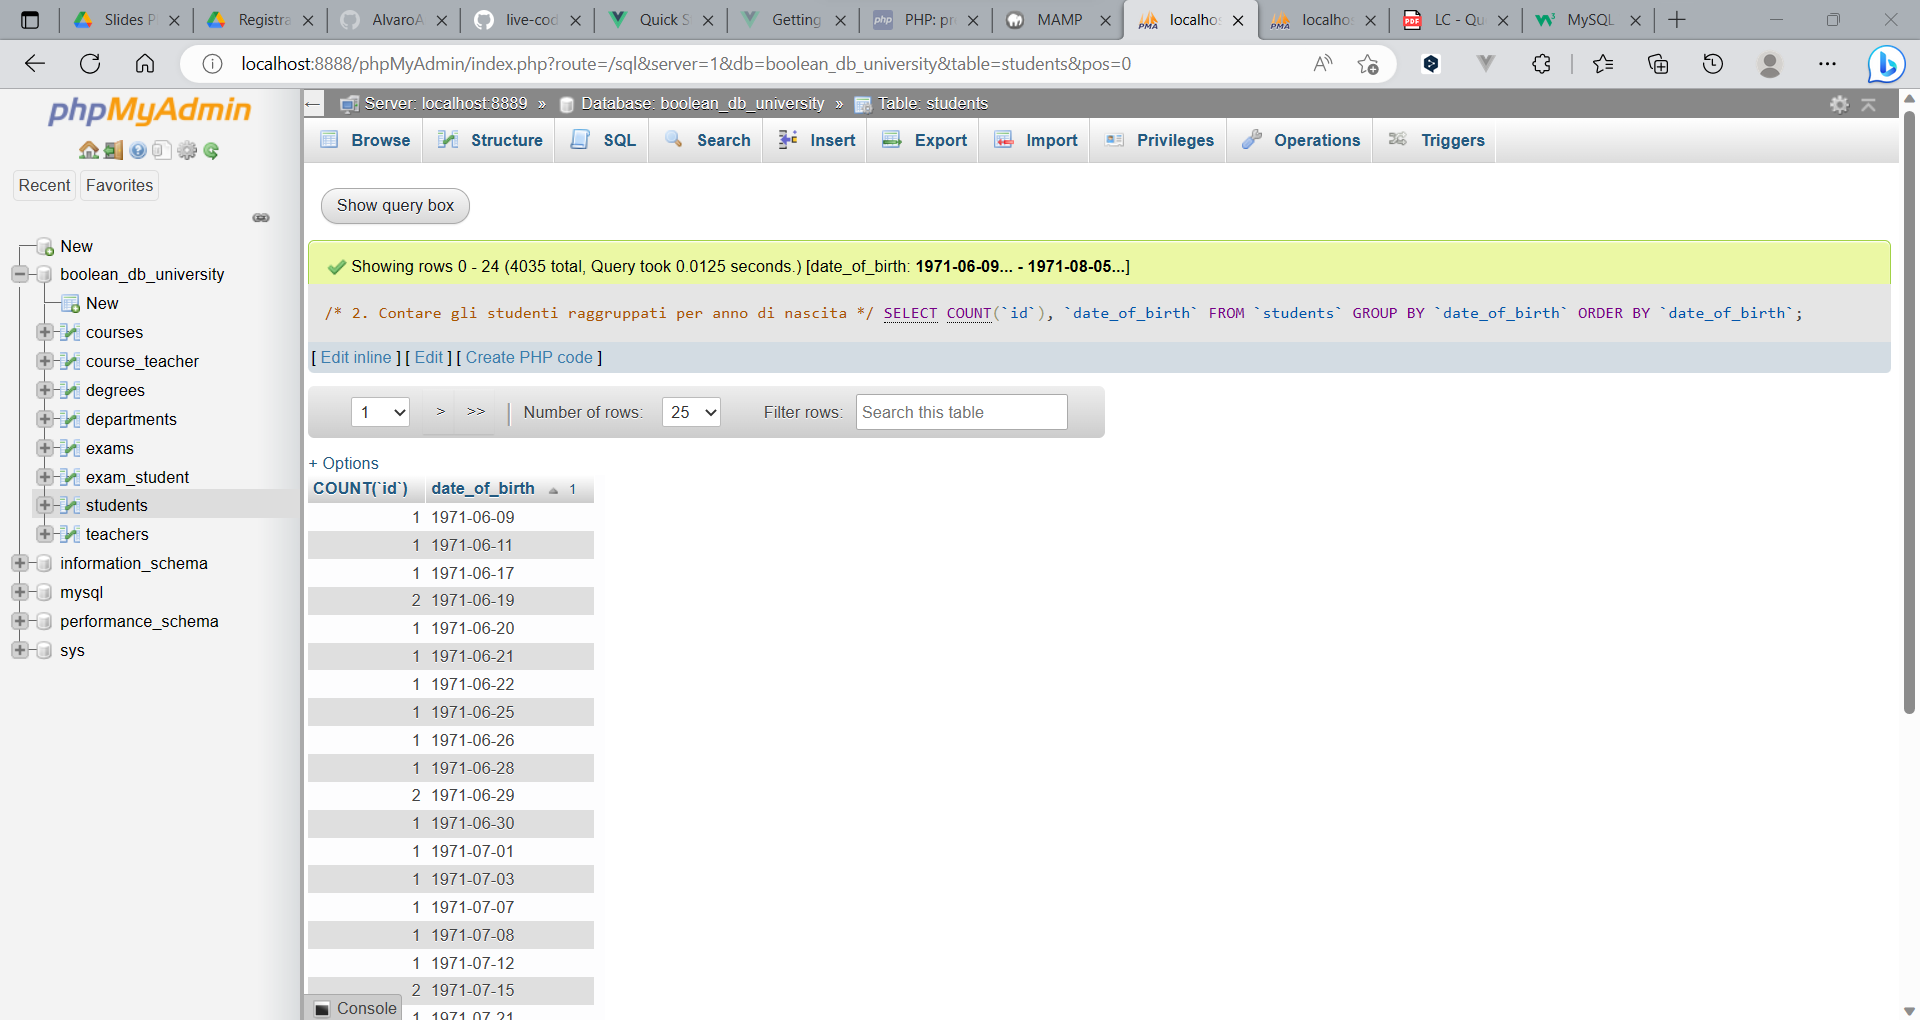 Slides P
Registra
AlvaroA
live-cod
Quick S
Getting
PHP: pr
MAMP
localhos
localhos
LC - Qu
MySQL
localhost:8888/phpMyAdmin/index.php?route=/sql&server=1&db=boolean_db_university&table=students&pos=0
phpMyAdmin
Recent
Favorites
New
boolean_db_university
New
courses
course_teacher
degrees
departments
exams
exam_student
students
teachers
information_schema
mysql
performance_schema
sys
Server: localhost:8889 » Database: boolean_db_university » Table: students
Browse
Structure
SQL
Search
Insert
Export
Import
Privileges
Operations
Triggers
Show query box
Showing rows 0 - 24 (4035 total, Query took 0.0125 seconds.) [date_of_birth: 1971-06-09... - 1971-08-05...]
/* 2. Contare gli studenti raggruppati per anno di nascita */ SELECT COUNT(`id`), `date_of_birth` FROM `students` GROUP BY `date_of_birth` ORDER BY `date_of_birth`;
[ Edit inline ] [ Edit ] [ Create PHP code ]
1 > >> | Number of rows: 25 Filter rows: Search this table
+ Options
COUNT(`id`) date_of_birth 1
1 1971-06-09
1 1971-06-11
1 1971-06-17
2 1971-06-19
1 1971-06-20
1 1971-06-21
1 1971-06-22
1 1971-06-25
1 1971-06-26
1 1971-06-28
2 1971-06-29
1 1971-06-30
1 1971-07-01
1 1971-07-03
1 1971-07-07
1 1971-07-08
1 1971-07-12
2 1971-07-15
1 1971-07-21
Console